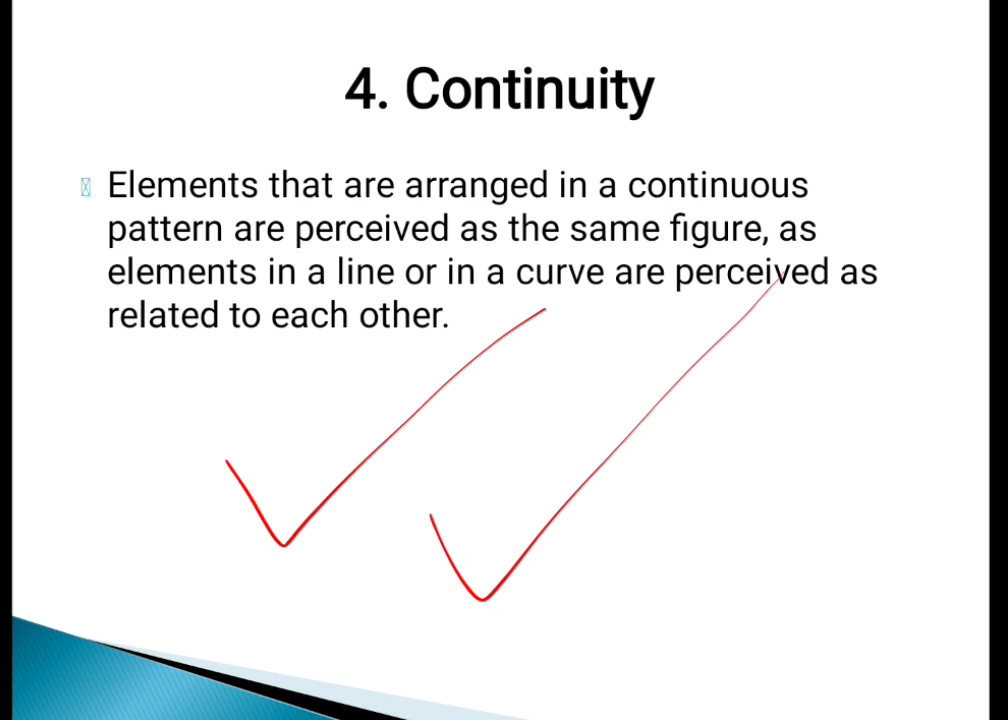 4. Continuity
Elements that are arranged in a continuous
pattern are perceived as the same figure, as
elements in a line or in a curve are perceived as
related to each other.